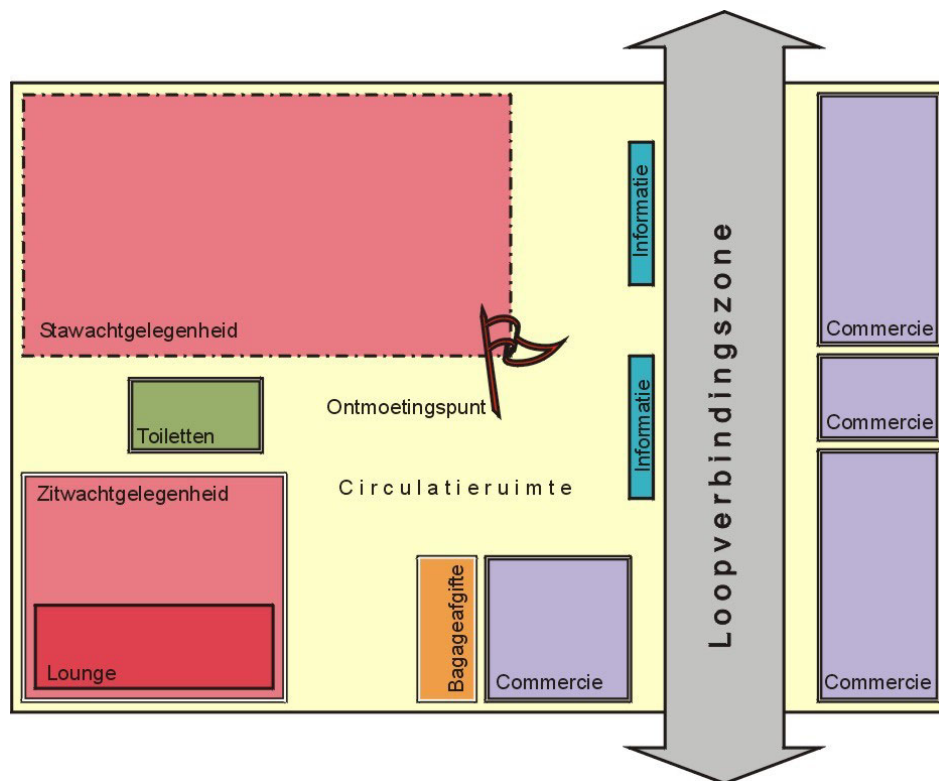 Stawachtgelegenheid
Ontmoetingspunt
Toiletten
Zitwachtgelegenheid
Circulatieruimte
Lounge
Bagageafgifte
Commercie
Informatie
Informatie
Loopverbindingszone
Commercie
Commercie
Commercie